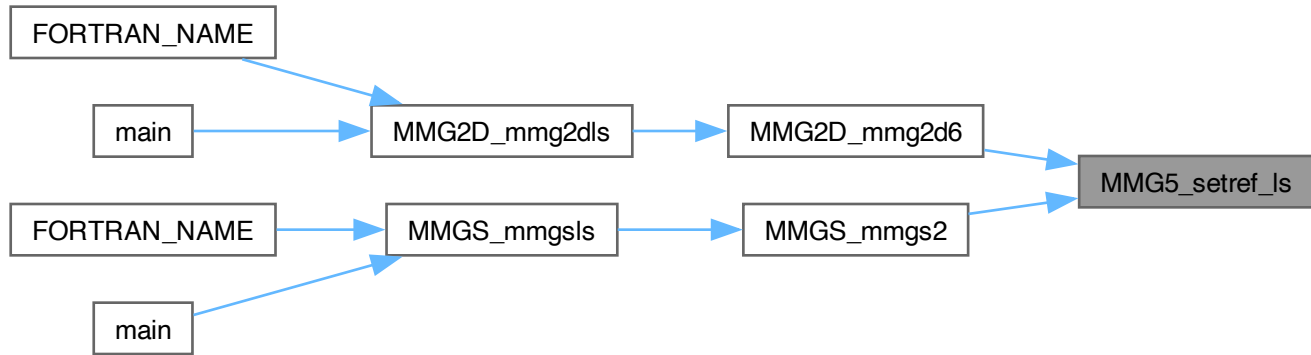 FORTRAN_NAME
main
MMG2D_mmg2dls
MMG2D_mmg2d6
MMG5_setref_ls
FORTRAN_NAME
MMGS_mmgsls
MMGS_mmgs2
main